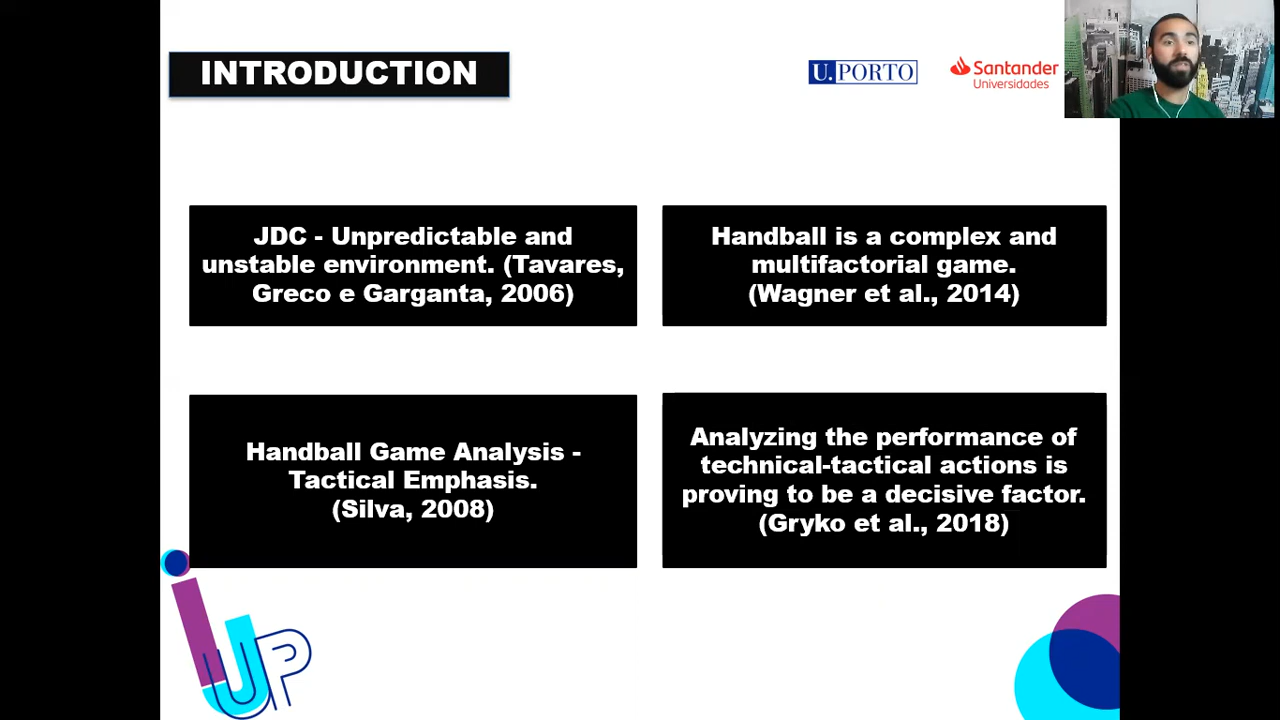 INTRODUCTION
U.PORTO
Santander
Universidades
JDC - Unpredictable and
unstable environment. (Tavares,
Greco e Garganta, 2006)
Handball is a complex and
multifactorial game.
(Wagner et al., 2014)
Handball Game Analysis -
Tactical Emphasis.
(Silva, 2008)
Analyzing the performance of
technical-tactical actions is
proving to be a decisive factor.
(Gryko et al., 2018)
iJUP